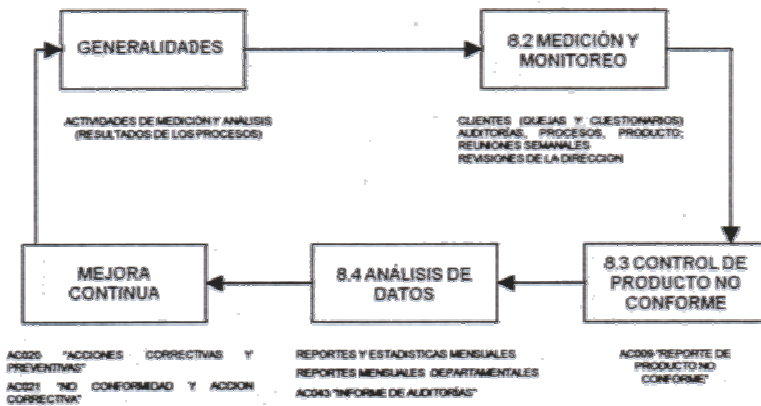 GENERALIDADES
8.2 MEDICIÓN Y
MONITOREO
ACTIVIDADES DE MEDICIÓN Y ANÁLISIS
(RESULTADOS DE LOS PROCESOS)
CLIENTES (QUEJAS Y CUESTIONARIOS)
AUDITORÍAS, PROCESOS, PRODUCTO;
REUNIONES SEMANALES
REVISIONES DE LA DIRECCION
MEJORA
CONTINUA
8.4 ANÁLISIS DE
DATOS
8.3 CONTROL DE
PRODUCTO NO
CONFORME
AC020 "ACCIONES CORRECTIVAS Y
PREVENTIVAS"
AC021 "NO CONFORMIDAD Y ACCION
CORRECTIVA"
REPORTES Y ESTADISTICAS MENSUALES
REPORTES MENSUALES DEPARTAMENTALES
AC043 "INFORME DE AUDITORÍAS"
AC009 "REPORTE DE
PRODUCTO NO
CONFORME"